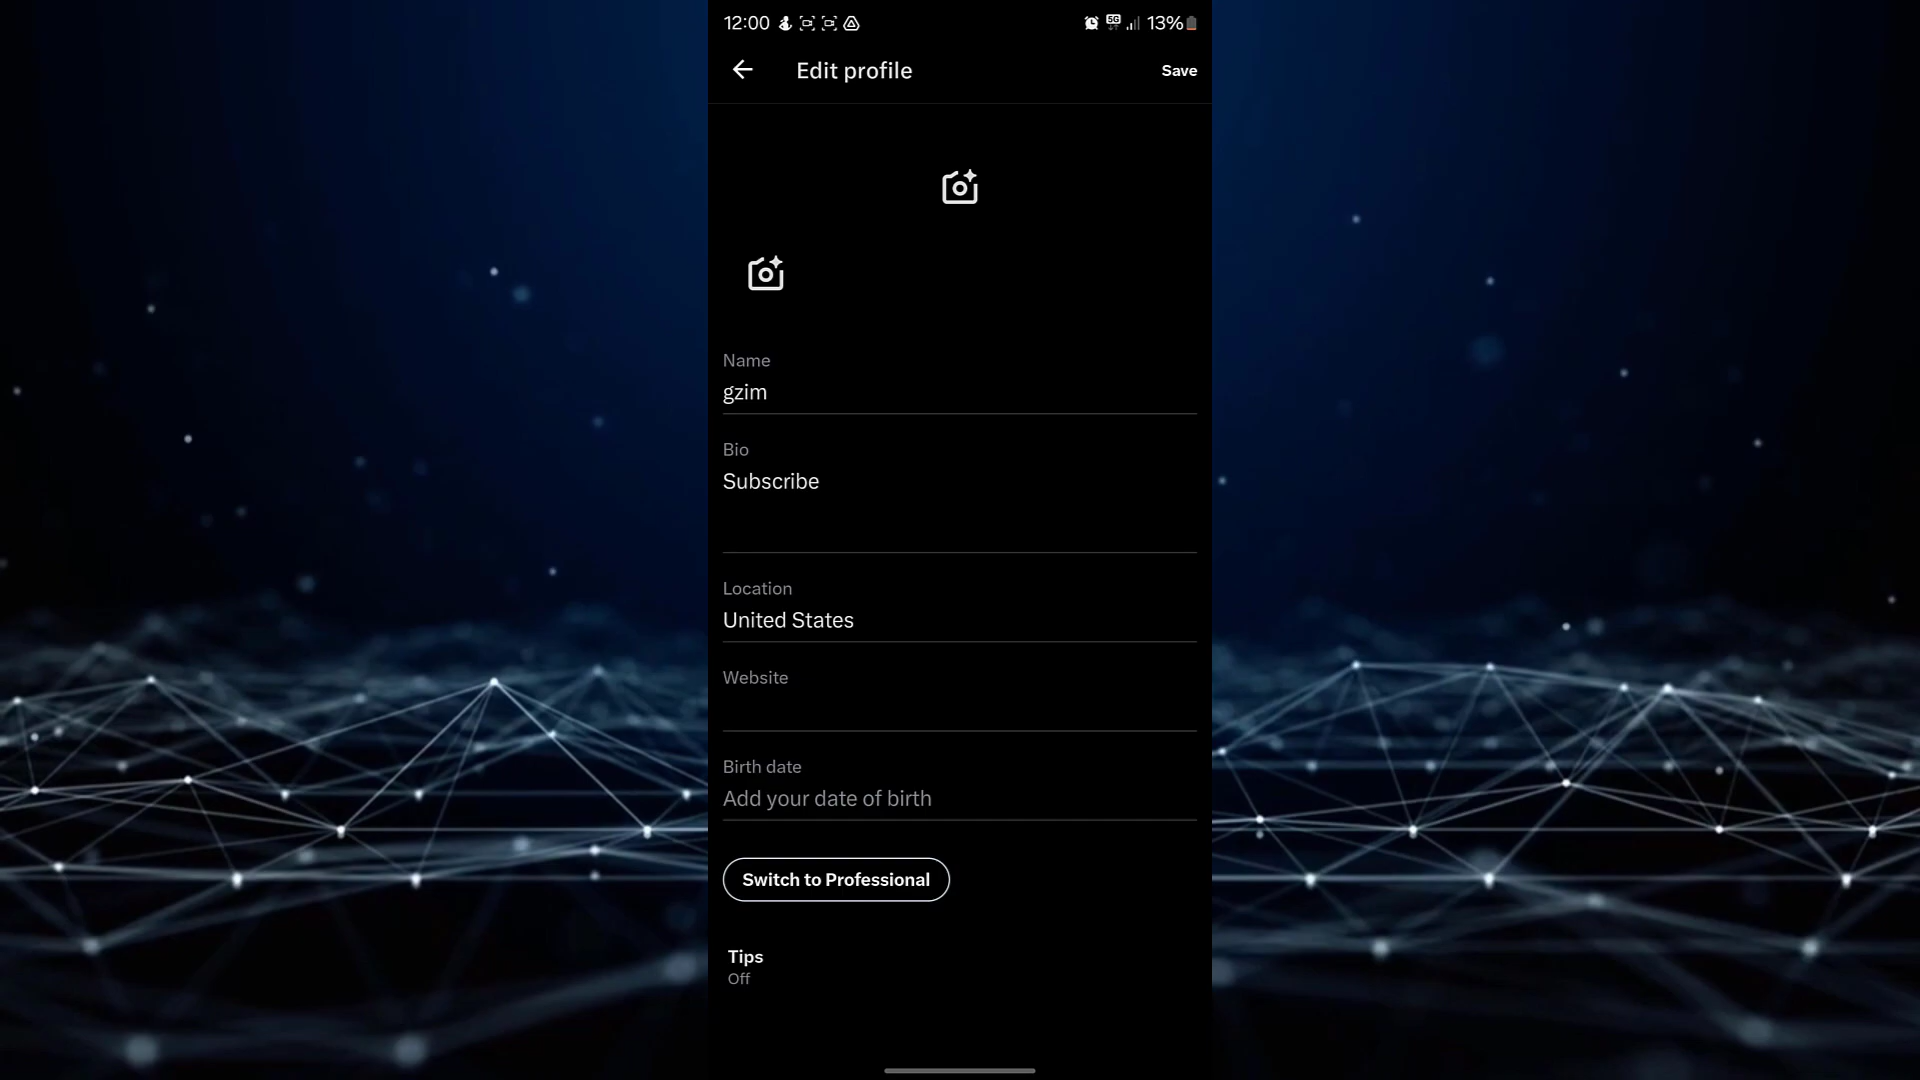 12:00 5G 13%
Edit profile
Save
Name
gzim
Bio
Subscribe
Location
United States
Website
Birth date
Add your date of birth
Switch to Professional
Tips
Off